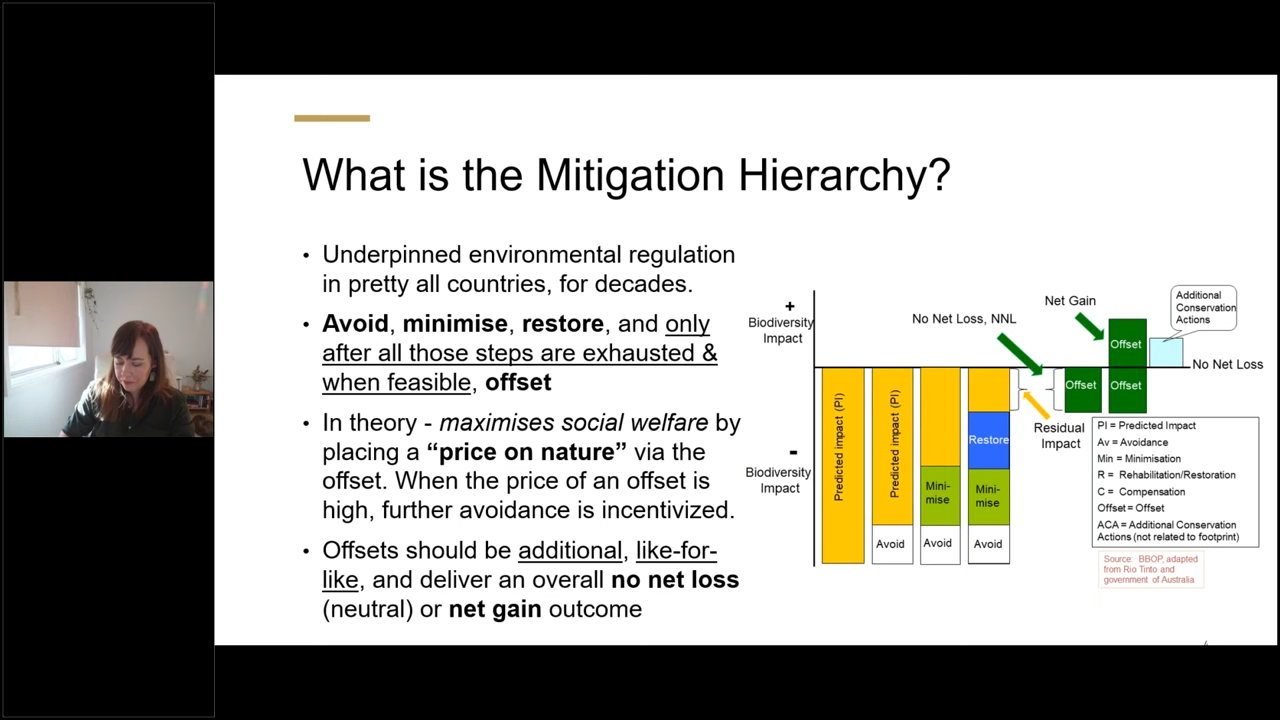 What is the Mitigation Hierarchy?
• Underpinned environmental regulation
in pretty all countries, for decades.
• Avoid, minimise, restore, and only
after all those steps are exhausted &
when feasible, offset
• In theory - maximises social welfare by
placing a “price on nature” via the
offset. When the price of an offset is
high, further avoidance is incentivized.
• Offsets should be additional, like-for-
like, and deliver an overall no net loss
(neutral) or net gain outcome
+
Biodiversity
Impact
-
Biodiversity
Impact
Predicted impact (PI)
Predicted impact (PI)
Avoid
Mini-
mise
Avoid
Restore
Mini-
mise
Avoid
No Net Loss, NNL
Net Gain
Residual
Impact
Offset
Offset
Offset
Additional
Conservation
Actions
No Net Loss
PI = Predicted Impact
Av = Avoidance
Min = Minimisation
R = Rehabilitation/Restoration
C = Compensation
Offset = Offset
ACA = Additional Conservation
Actions (not related to footprint)
Source: BBOP, adapted
from Rio Tinto and
government of Australia